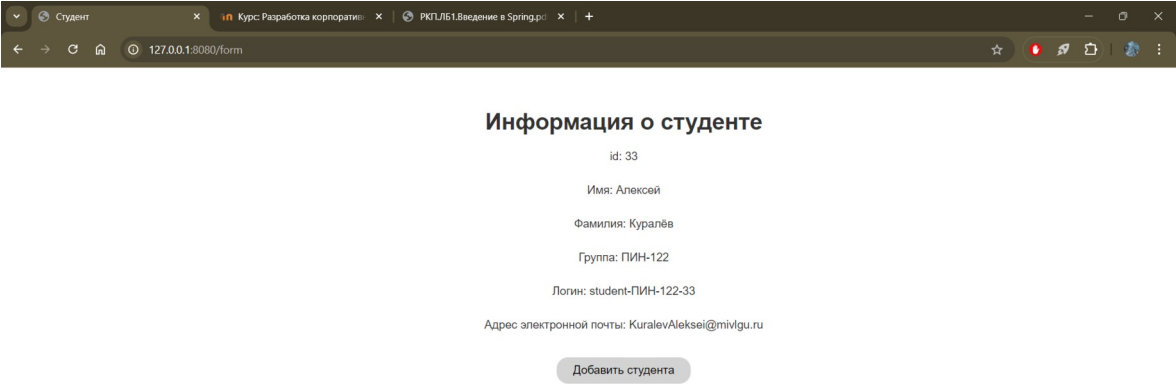 Студент
Курс: Разработка корпоратив
РКП.ЛБ1.Введение в Spring.pd
127.0.0.1:8080/form
Информация о студенте
id: 33
Имя: Алексей
Фамилия: Куралёв
Группа: ПИН-122
Логин: student-ПИН-122-33
Адрес электронной почты: KuralevAleksei@mivlgu.ru
Добавить студента